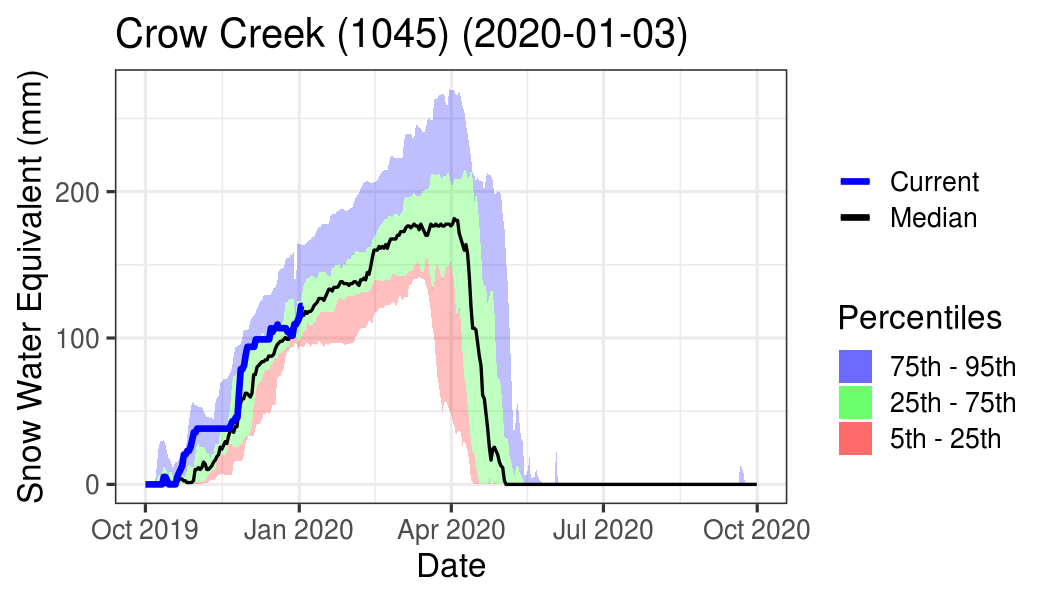 Crow Creek (1045) (2020-01-03)
Snow Water Equivalent (mm)
200
100
0
Oct 2019
Jan 2020
Apr 2020
Jul 2020
Oct 2020
Date
Current
Median
Percentiles
75th - 95th
25th - 75th
5th - 25th